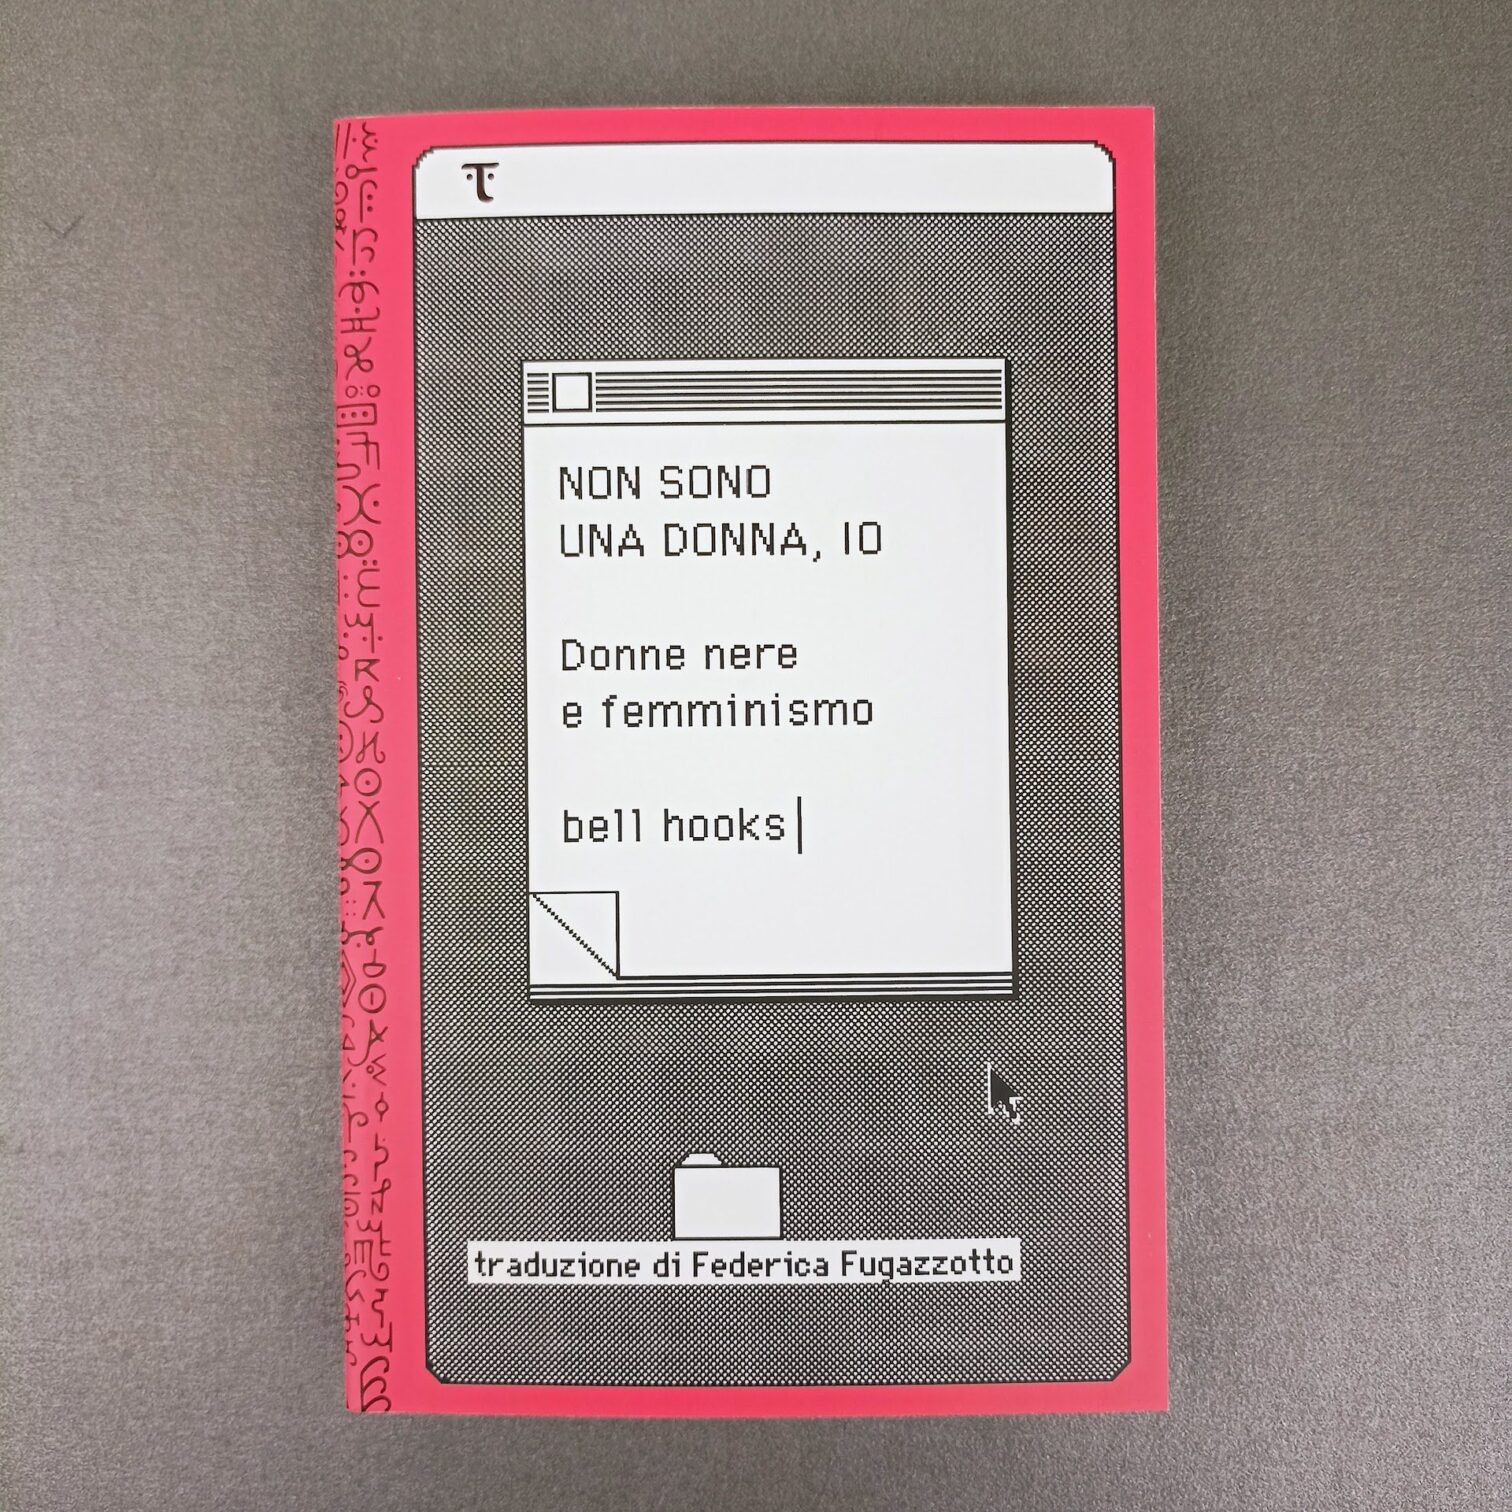 NON SONO
UNA DONNA, IO
Donne nere
e femminismo
bell hooks
traduzione di Federica Fugazzotto